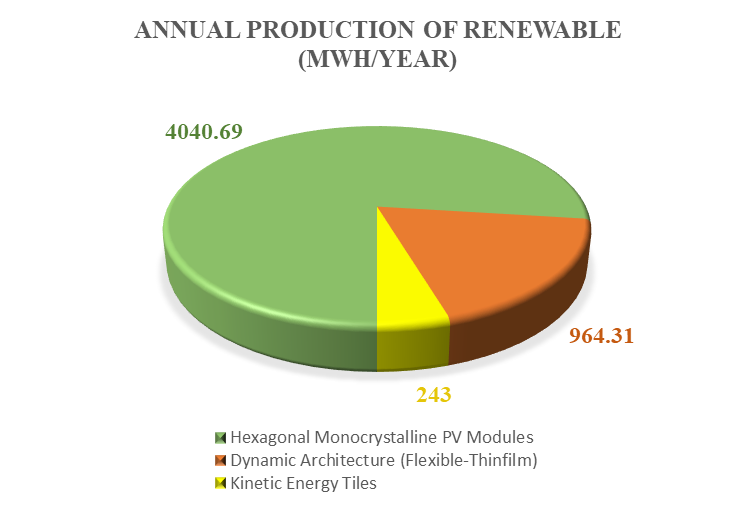 ANNUAL PRODUCTION OF RENEWABLE
(MWH/YEAR)
4040.69
964.31
243
Hexagonal Monocrystalline PV Modules
Dynamic Architecture (Flexible-Thinfilm)
Kinetic Energy Tiles